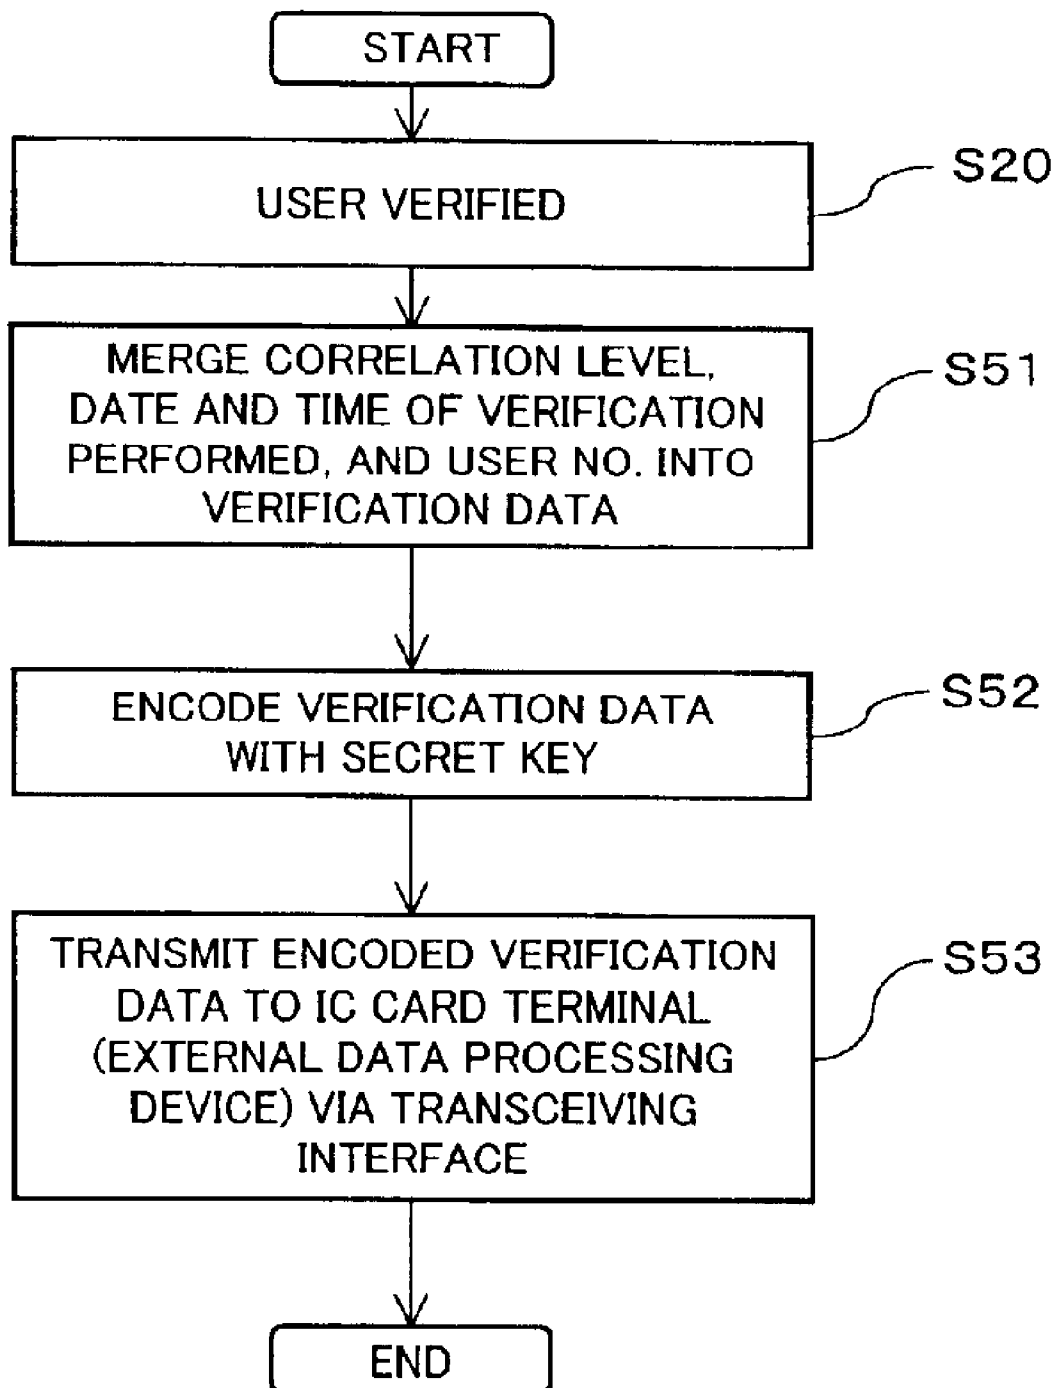 START
USER VERIFIED
S20
MERGE CORRELATION LEVEL,
DATE AND TIME OF VERIFICATION
PERFORMED, AND USER NO. INTO
VERIFICATION DATA
S51
ENCODE VERIFICATION DATA
WITH SECRET KEY
S52
TRANSMIT ENCODED VERIFICATION
DATA TO IC CARD TERMINAL
(EXTERNAL DATA PROCESSING
DEVICE) VIA TRANSCEIVING
INTERFACE
S53
END